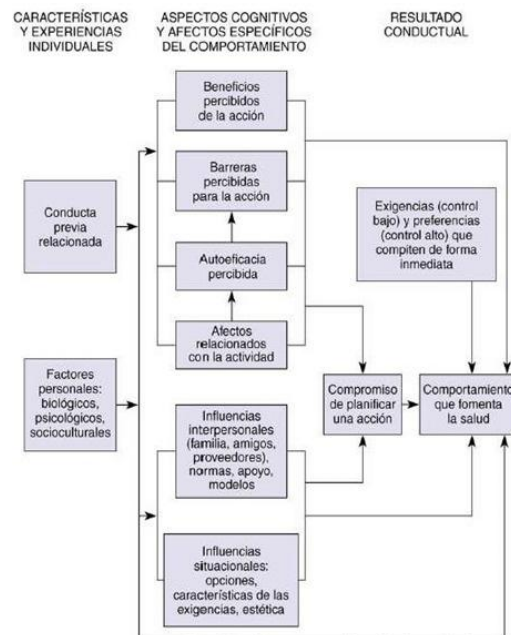 CARACTERÍSTICAS
Y EXPERIENCIAS
INDIVIDUALES
ASPECTOS COGNITIVOS
Y AFECTOS ESPECÍFICOS
DEL COMPORTAMIENTO
RESULTADO
CONDUCTUAL
Beneficios
percibidos
de la acción
Barreras
percibidas
para la acción
Conducta
previa
relacionada
Exigencias (control
bajo) y preferencias
(control alto) que
compiten de forma
inmediata
Autoeficacia
percibida
Afectos
relacionados
con la actividad
Factores
personales:
biológicos,
psicológicos,
socioculturales
Compromiso
de planificar
una acción
Comportamiento
que fomenta
la salud
Influencias
interpersonales
(familia, amigos,
proveedores),
normas, apoyo,
modelos
Influencias
situacionales:
opciones,
características de las
exigencias, estética